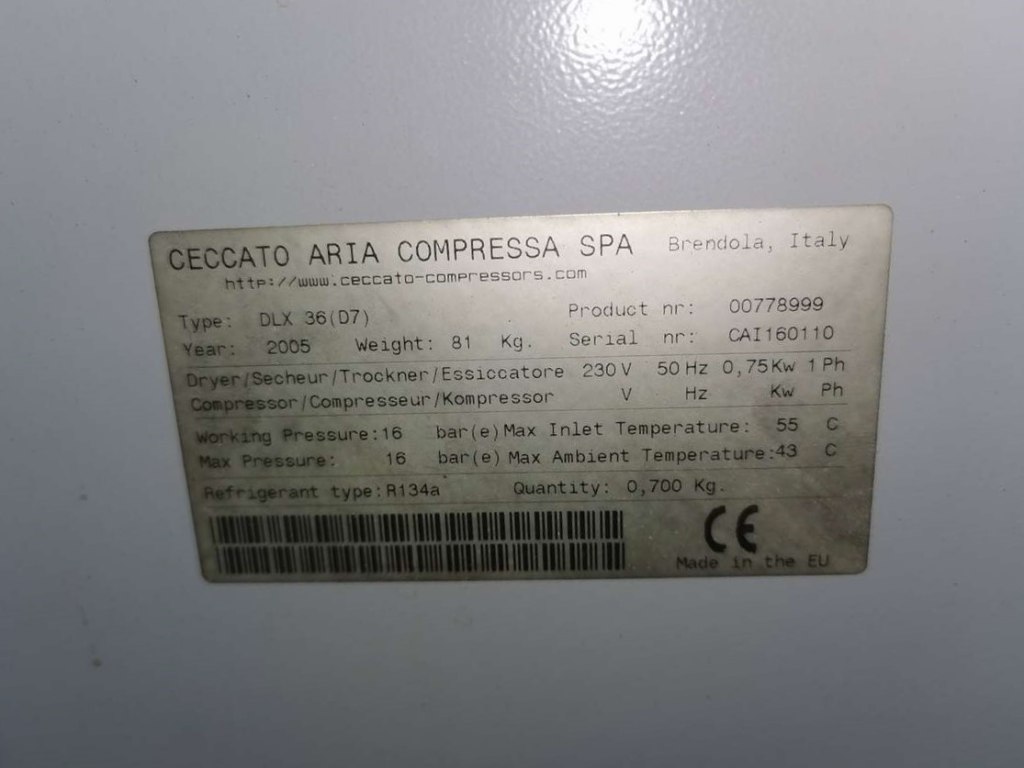 CECCATO ARIA COMPRESSA SPA Brendola, Italy
http://www.ceccato-compressors.com
Type: DLX 36(D7) Product nr: 00778999
Year: 2005 Weight: 81 Kg. Serial nr: CAI160110
Dryer/Secheur/Trockner/Essiccatore 230 V 50 Hz 0,75 Kw 1 Ph
Compressor/Compresseur/Kompressor V Hz Kw Ph
Working Pressure: 16 bar(e) Max Inlet Temperature: 55 C
Max Pressure: 16 bar(e) Max Ambient Temperature: 43 C
Refrigerant type: R134a Quantity: 0,700 Kg.
CE
Made in the EU